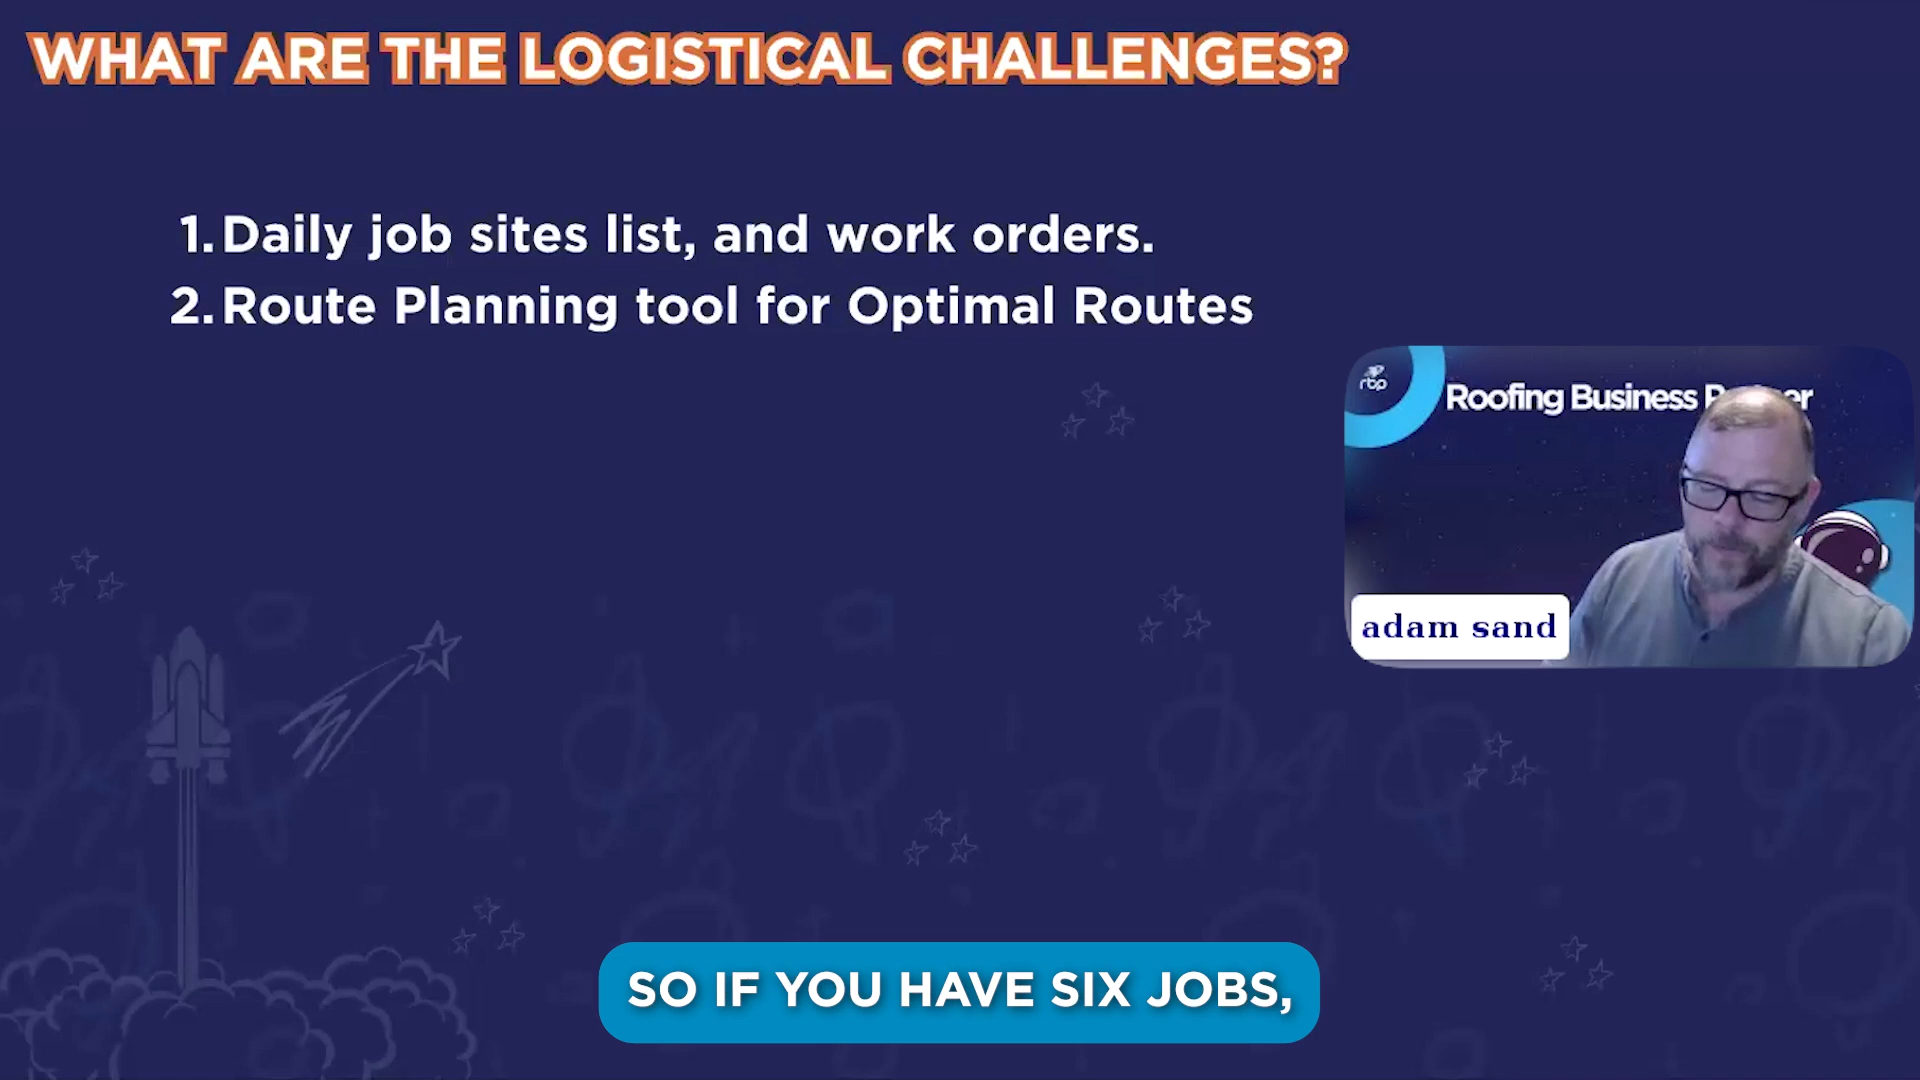 WHAT ARE THE LOGISTICAL CHALLENGES?
1. Daily job sites list, and work orders.
2. Route Planning tool for Optimal Routes
rbp
Roofing Business
adam sand
SO IF YOU HAVE SIX JOBS,